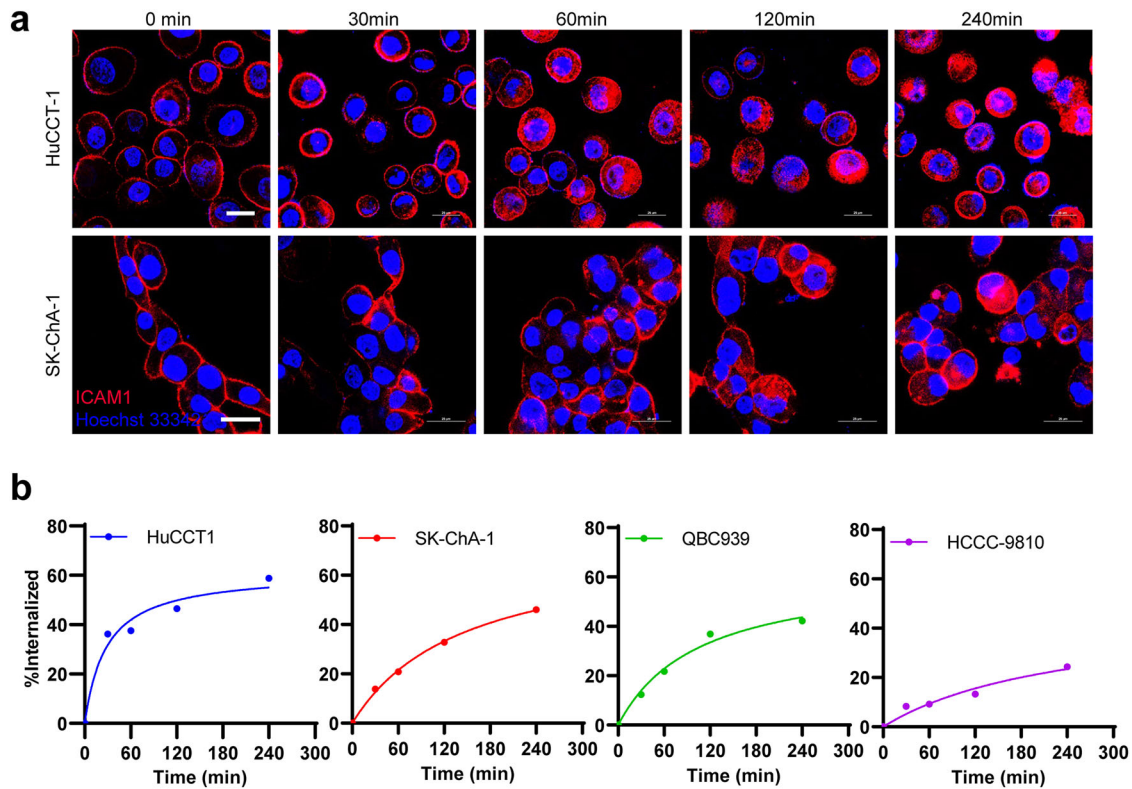 a
0 min 30min 60min 120min 240min
HuCCT-1
SK-ChA-1
ICAM1
Hoechst 33342
b
HuCCT1 SK-ChA-1 QBC939 HCCC-9810
%Internalized
80 80 80 80
60 60 60 60
40 40 40 40
20 20 20 20
0 0 0 0
0 60 120 180 240 300 0 60 120 180 240 300 0 60 120 180 240 300 0 60 120 180 240 300
Time (min) Time (min) Time (min) Time (min)